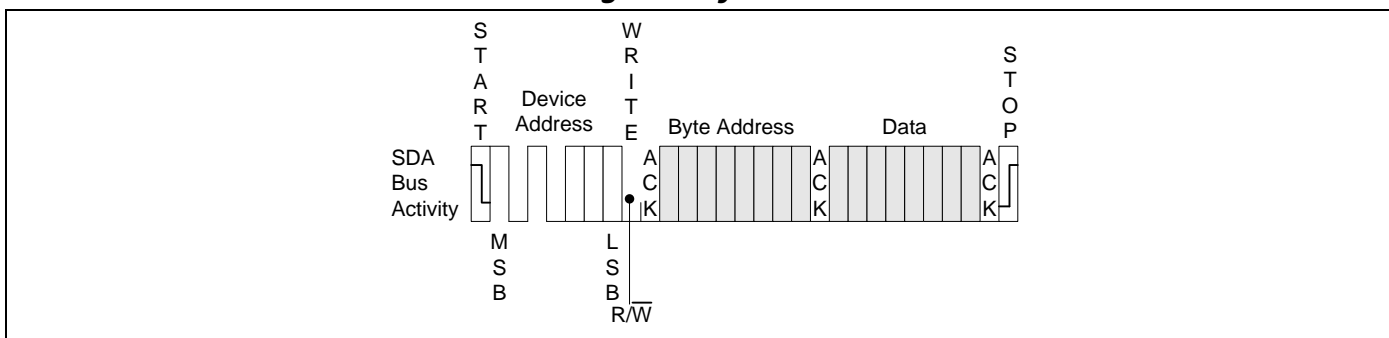 START
Device
Address
WRITE
Byte Address
Data
STOP
SDA
Bus
Activity
ACK
ACK
ACK
MSB
LSB
R/W̅